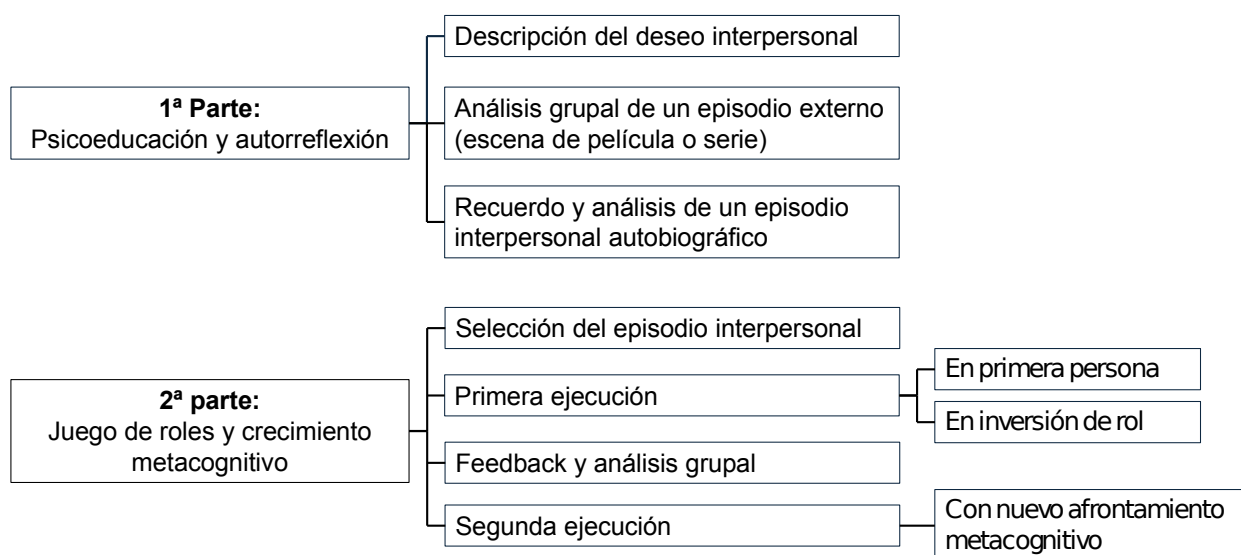 1ª Parte:
Psicoeducación y autorreflexión
Descripción del deseo interpersonal
Análisis grupal de un episodio externo
(escena de película o serie)
Recuerdo y análisis de un episodio
interpersonal autobiográfico
2ª parte:
Juego de roles y crecimiento
metacognitivo
Selección del episodio interpersonal
Primera ejecución
En primera persona
En inversión de rol
Feedback y análisis grupal
Segunda ejecución
Con nuevo afrontamiento
metacognitivo